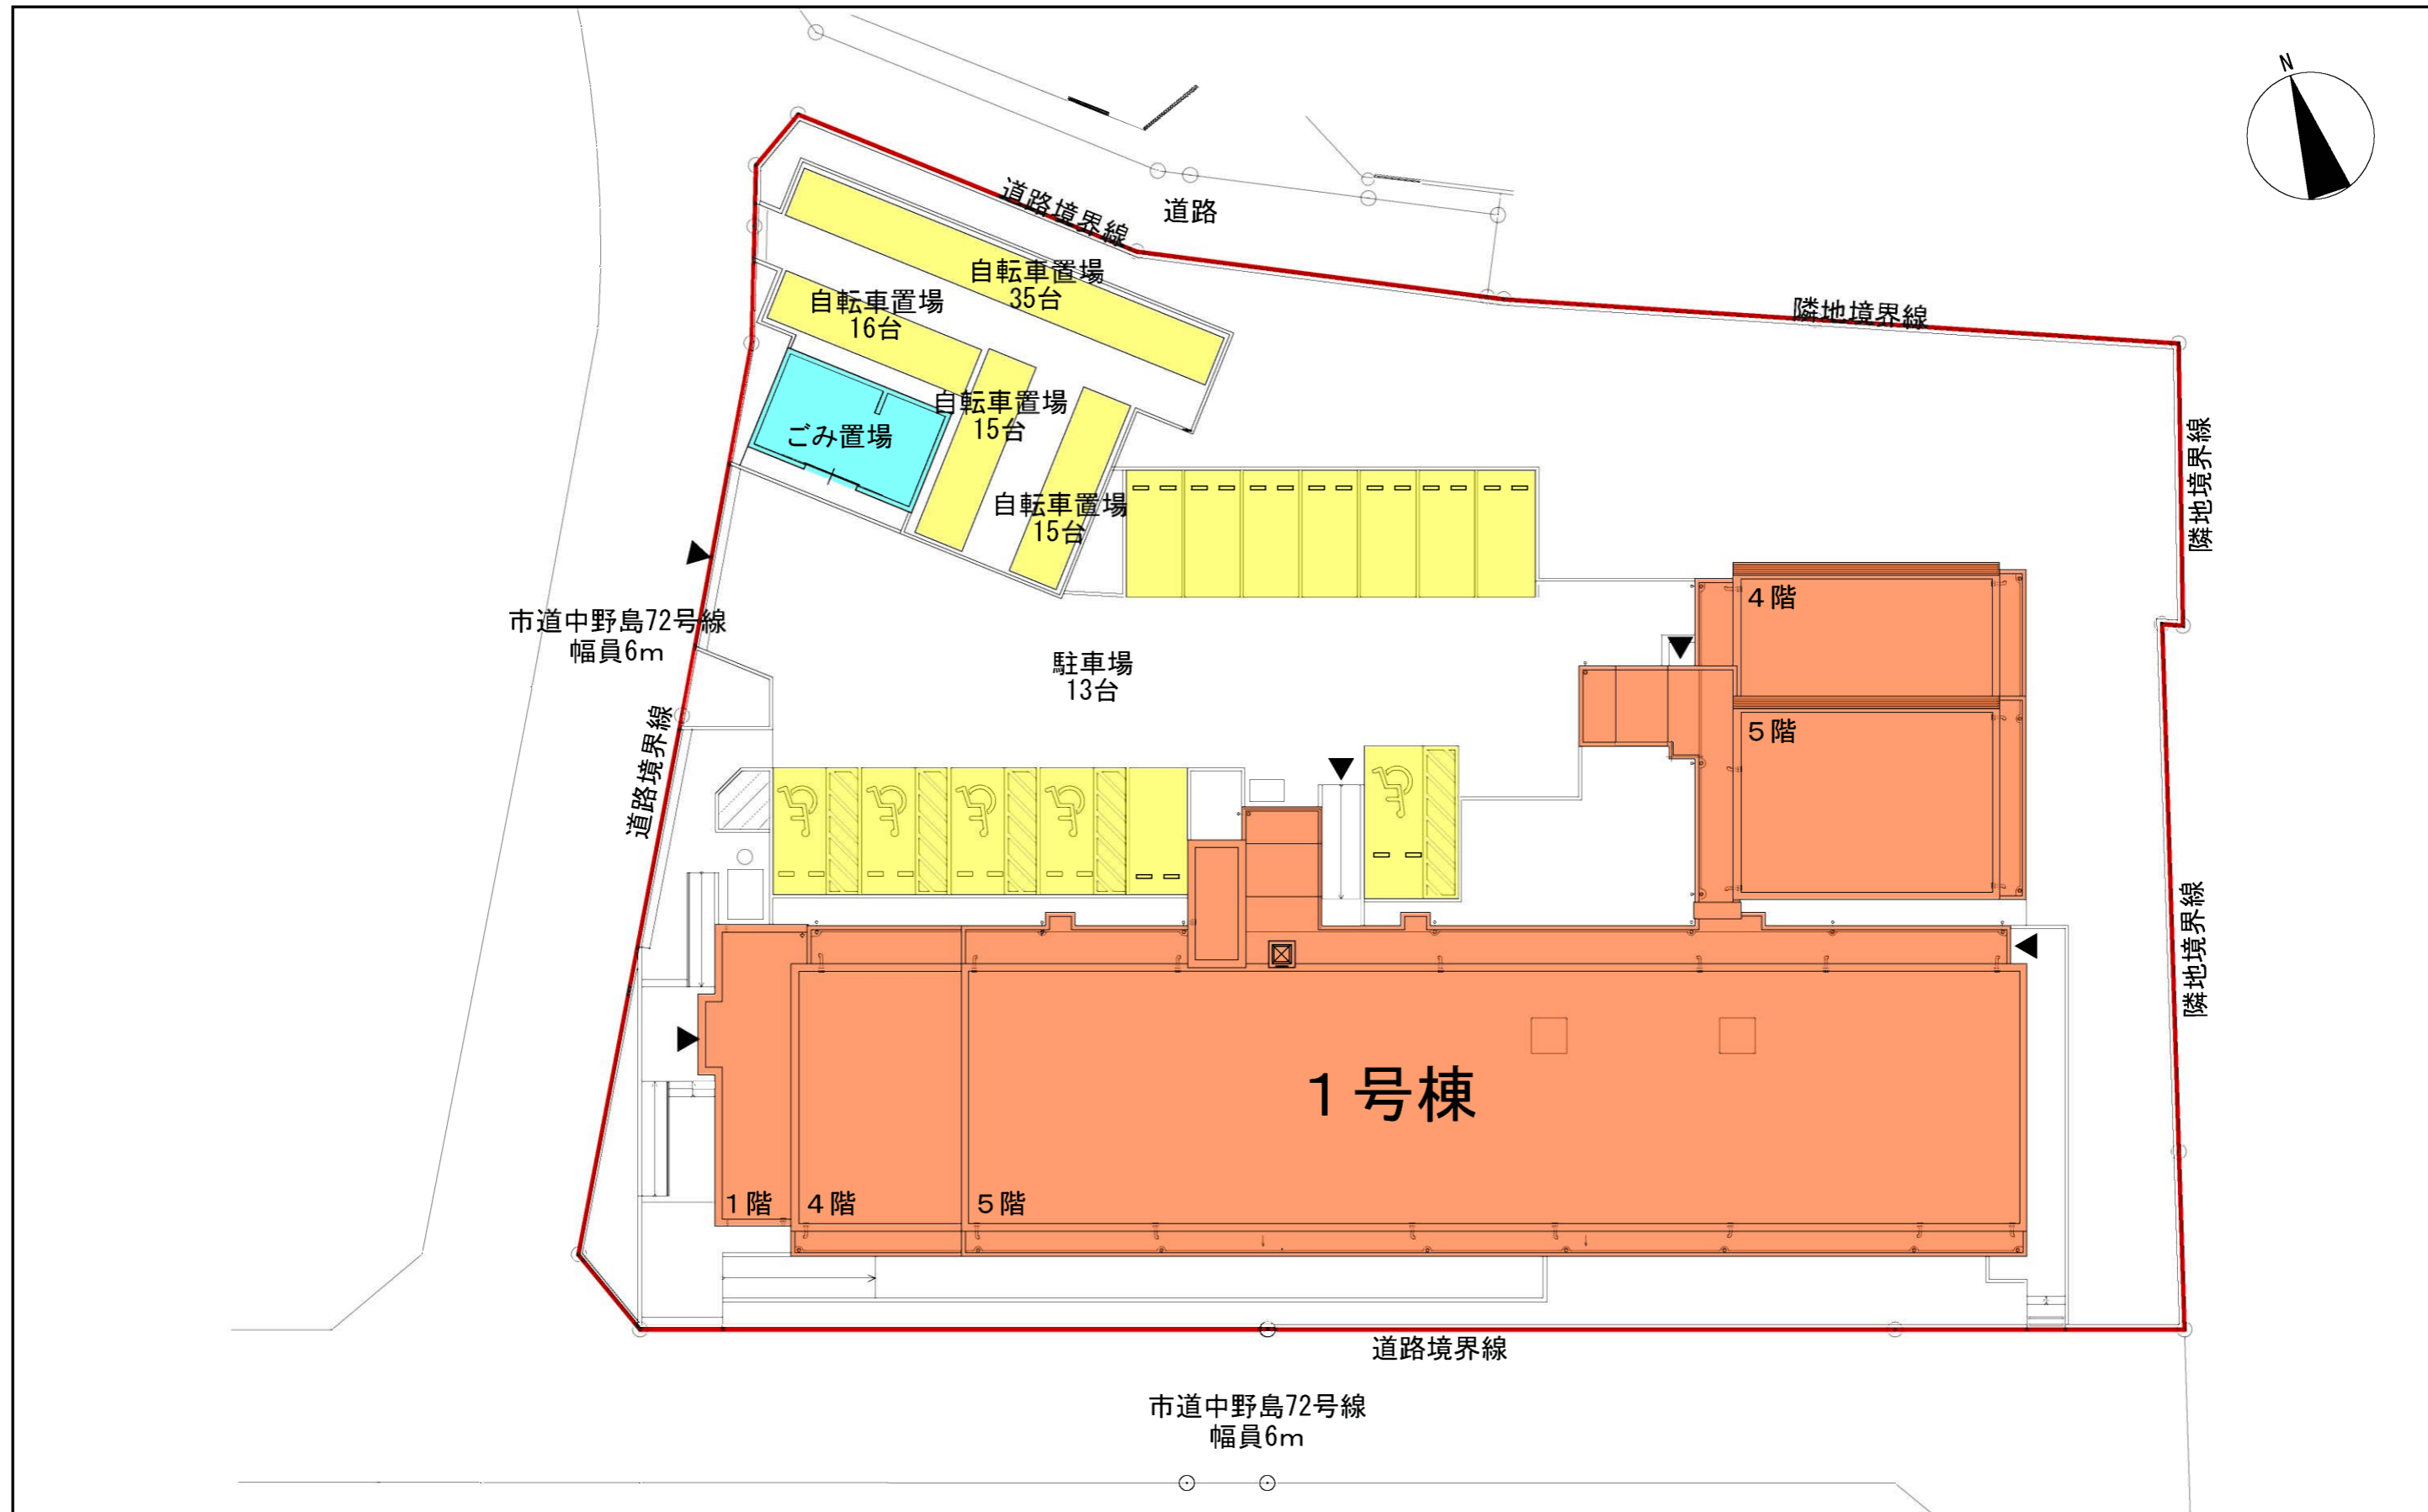 N
道路境界線
道路
自転車置場
35台
自転車置場
16台
隣地境界線
自転車置場
15台
ごみ置場
隣地境界線
自転車置場
15台
4階
市道中野島72号線
幅員6m
駐車場
13台
5階
道路境界線
隣地境界線
1号棟
1階
4階
5階
道路境界線
市道中野島72号線
幅員6m